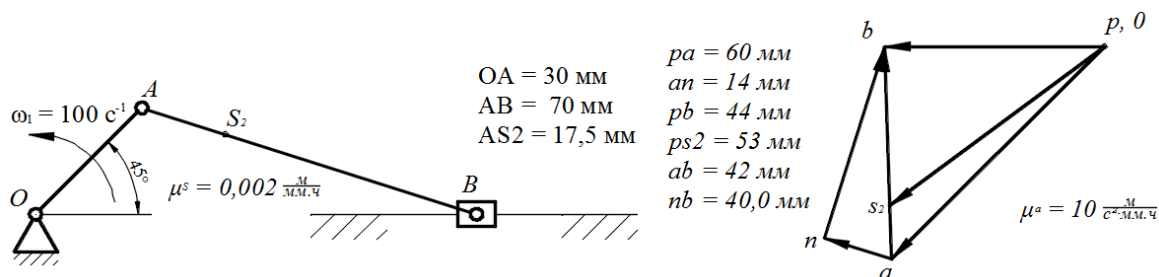 A
ω₁ = 100 с⁻¹
S₂
45°
O
μˢ = 0,002 м/мм.ч
B
OA = 30 мм
AB = 70 мм
AS2 = 17,5 мм
pa = 60 мм
an = 14 мм
pb = 44 мм
ps2 = 53 мм
ab = 42 мм
nb = 40,0 мм
b
p, 0
s₂
n
a
μᵃ = 10 м/с²·мм.ч